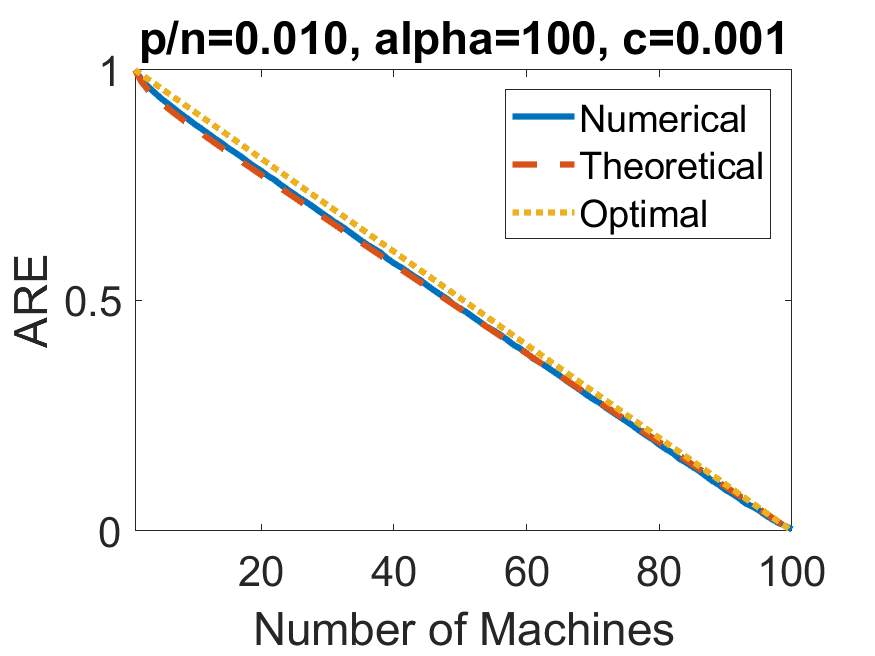 p/n=0.010, alpha=100, c=0.001
1
0.5
0
ARE
Numerical
Theoretical
Optimal
20 40 60 80 100
Number of Machines